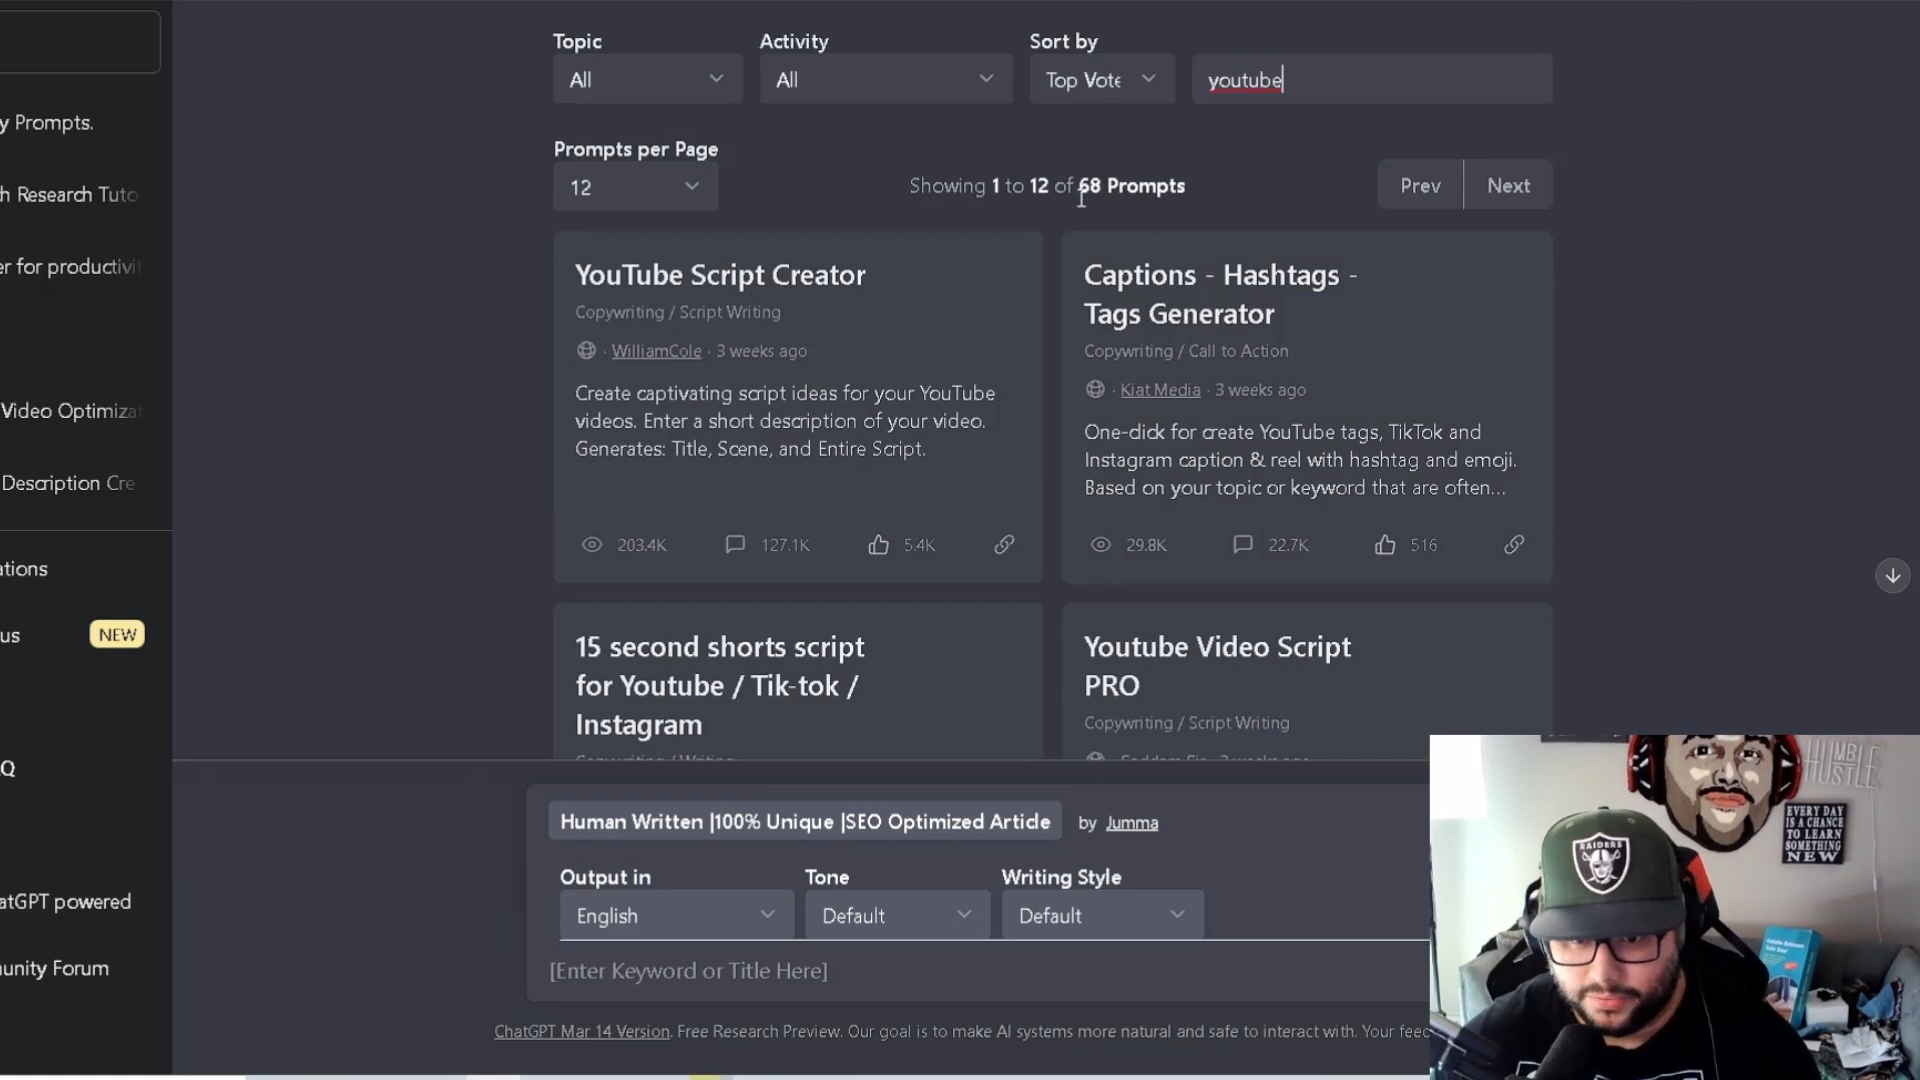 Topic
Activity
Sort by
All
All
Top Vote
youtube
Prompts per Page
12
Showing 1 to 12 of 68 Prompts
Prev
Next
y Prompts.
h Research Tuto
er for productivit
Video Optimizat
Description Cre
ations
us
NEW
Q
atGPT powered
unity Forum
YouTube Script Creator
Copywriting / Script Writing
· WilliamCole · 3 weeks ago
Create captivating script ideas for your YouTube
videos. Enter a short description of your video.
Generates: Title, Scene, and Entire Script.
203.4K
127.1K
5.4K
Captions - Hashtags -
Tags Generator
Copywriting / Call to Action
· Kiat Media · 3 weeks ago
One-click for create YouTube tags, TikTok and
Instagram caption & reel with hashtag and emoji.
Based on your topic or keyword that are often...
29.8K
22.7K
516
15 second shorts script
for Youtube / Tik-tok /
Instagram
Copywriting / Writing
Youtube Video Script
PRO
Copywriting / Script Writing
Human Written |100% Unique |SEO Optimized Article
by Jumma
Output in
Tone
Writing Style
English
Default
Default
[Enter Keyword or Title Here]
ChatGPT Mar 14 Version. Free Research Preview. Our goal is to make AI systems more natural and safe to interact with. Your feed
HUMBLE
HUSTLE
EVERY DAY
IS A CHANCE
TO LEARN
SOMETHING
NEW
RAIDERS